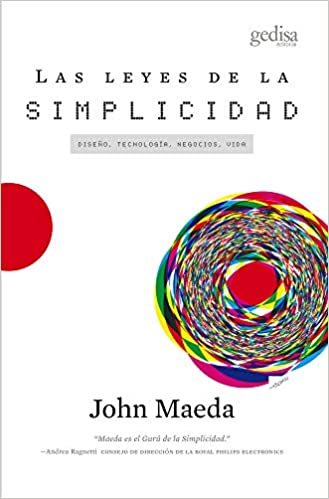 gedisa
editorial
LAS LEYES DE LA
SIMPLICIDAD
DISEÑO, TECNOLOGÍA, NEGOCIOS, VIDA
John Maeda
"Maeda es el Gurú de la Simplicidad."
—Andrea Ragnetti CONSEJO DE DIRECCIÓN DE LA ROYAL PHILIPS ELECTRONICS